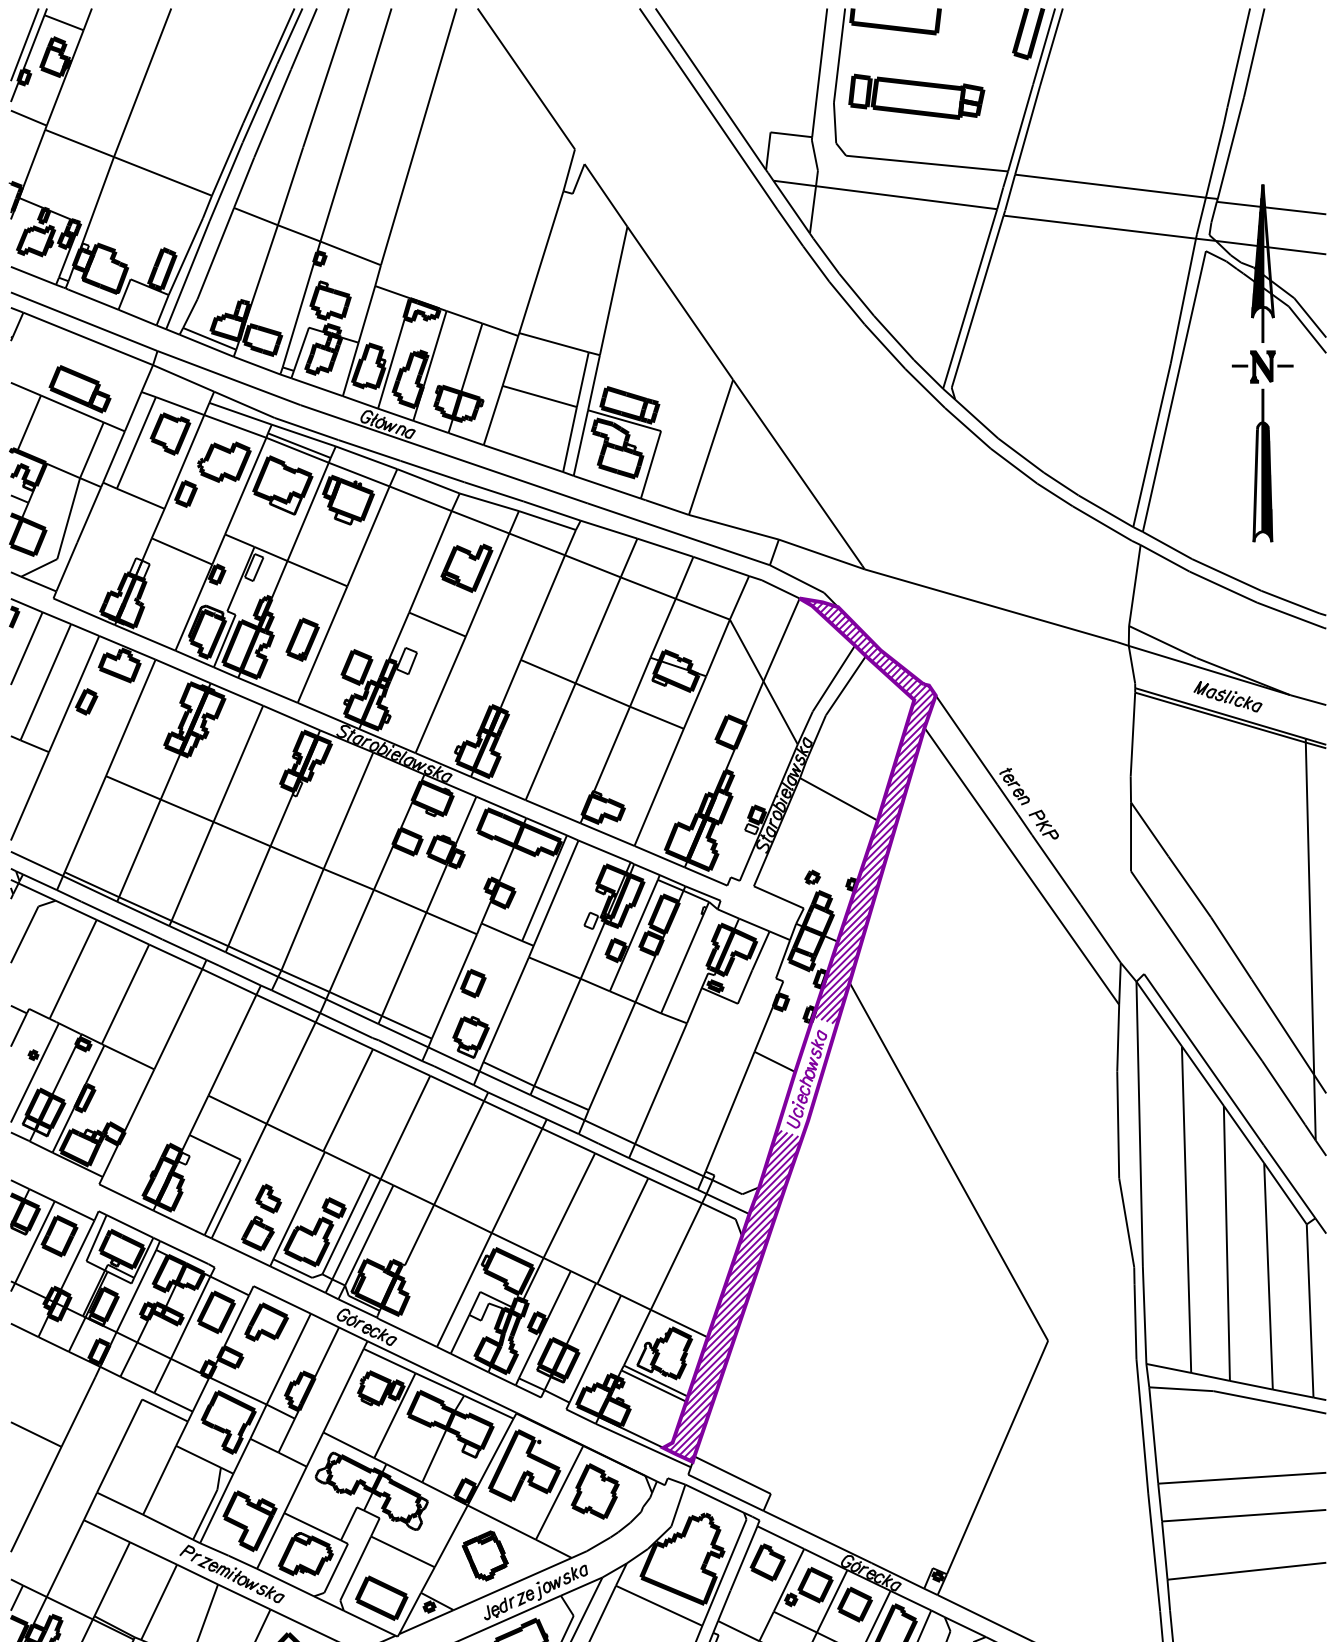 N
Główna
Maślicka
Starobielawska
Starobielawska
teren PKP
Uciechowska
Górecka
Górecka
Przemiłowska
Jędrzejowska